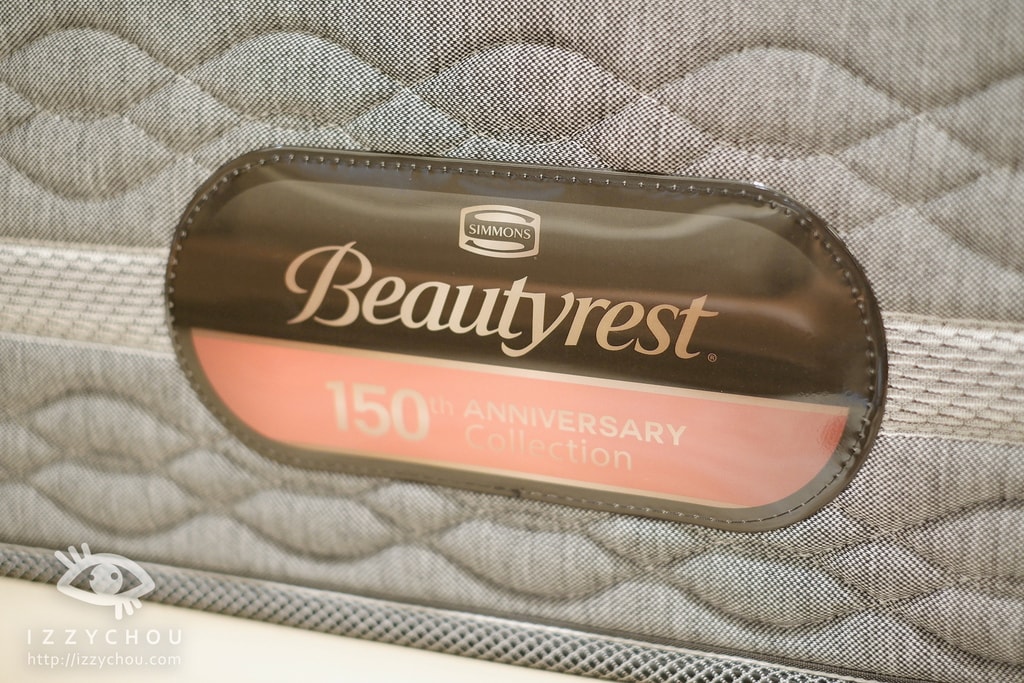 SIMMONS
Beautyrest®
150th ANNIVERSARY
Collection
IZZYCHOU
http://izzychou.com